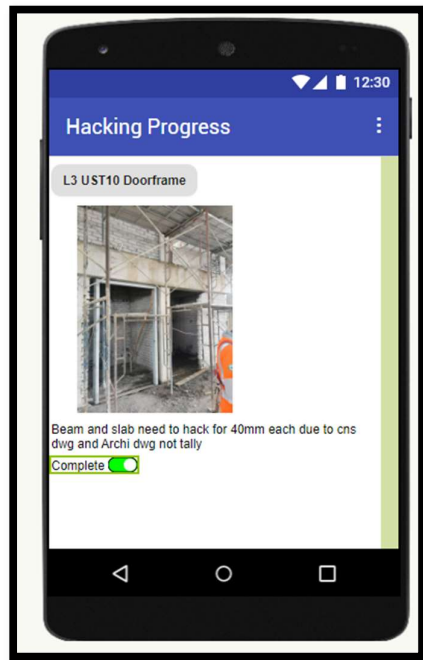 12:30
Hacking Progress
L3 UST10 Doorframe
Beam and slab need to hack for 40mm each due to cns
dwg and Archi dwg not tally
Complete